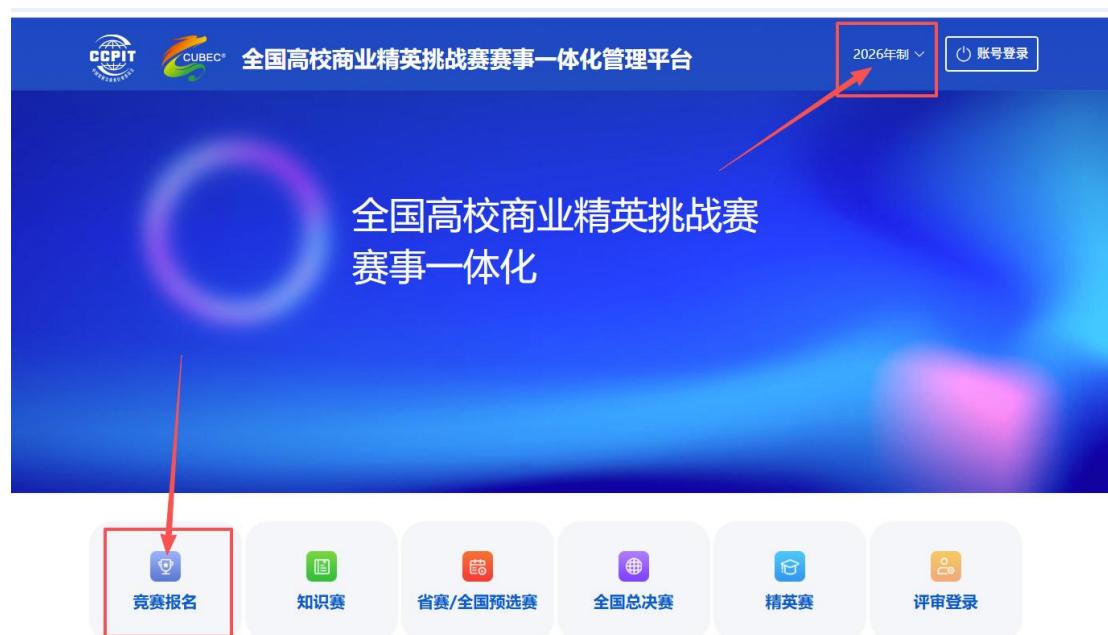 CCPIT
CUBEC®
全国高校商业精英挑战赛赛事一体化管理平台
2026年制
账号登录
全国高校商业精英挑战赛
赛事一体化
竞赛报名
知识赛
省赛/全国预选赛
全国总决赛
精英赛
评审登录